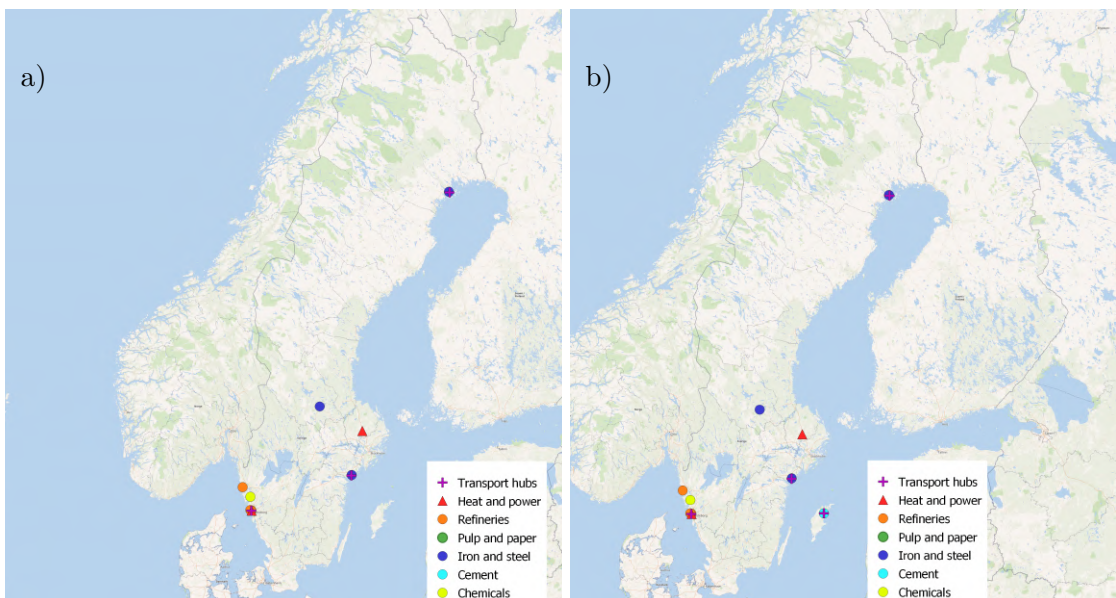 a)
Transport hubs
Heat and power
Refineries
Pulp and paper
Iron and steel
Cement
Chemicals
b)
Transport hubs
Heat and power
Refineries
Pulp and paper
Iron and steel
Cement
Chemicals